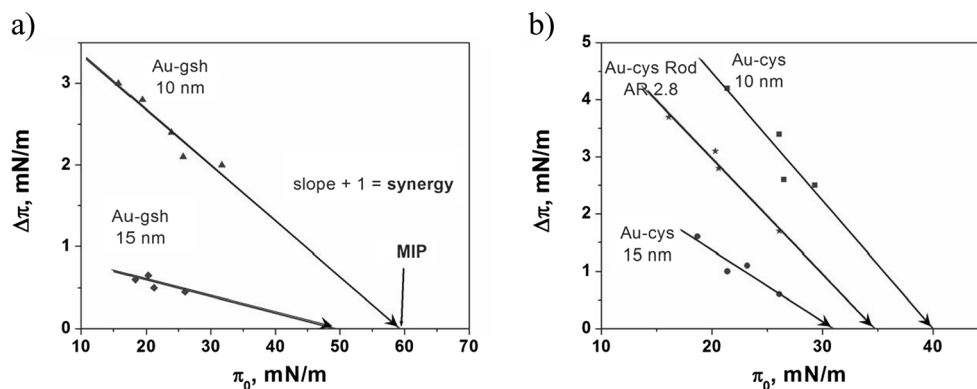 a)
Au-gsh
10 nm
slope + 1 = synergy
Au-gsh
15 nm
MIP
Δπ, mN/m
3
2
1
0
10 20 30 40 50 60 70
π₀, mN/m
b)
Au-cys
10 nm
Au-cys Rod
AR 2.8
Au-cys
15 nm
Δπ, mN/m
5
4
3
2
1
0
10 20 30 40
π₀, mN/m